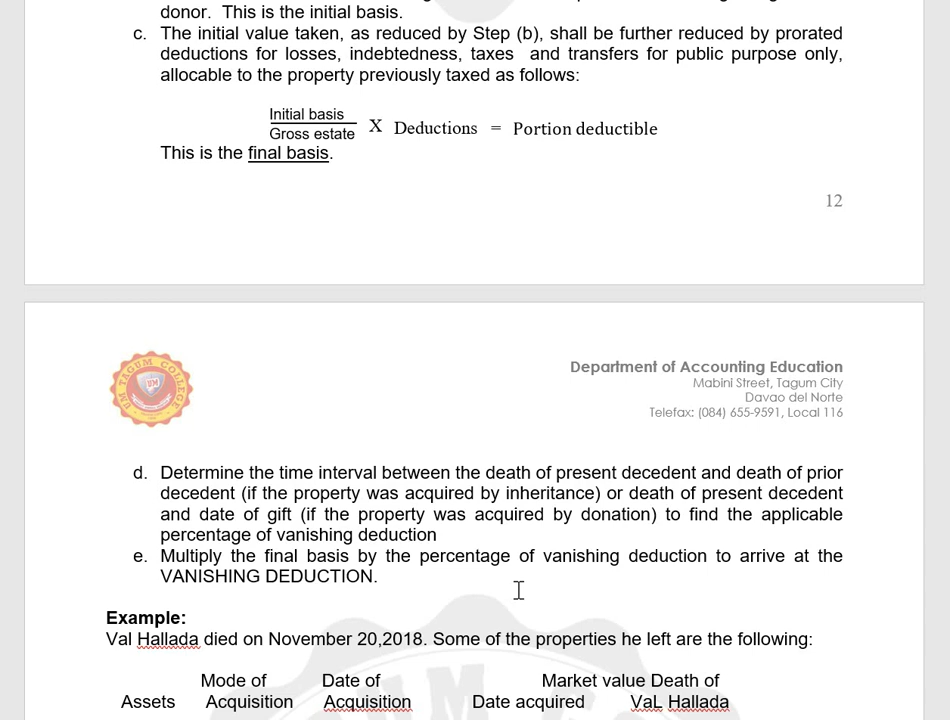 donor. This is the initial basis.
c. The initial value taken, as reduced by Step (b), shall be further reduced by prorated
deductions for losses, indebtedness, taxes and transfers for public purpose only,
allocable to the property previously taxed as follows:
Initial basis
Gross estate X Deductions = Portion deductible
This is the final basis.
12
TAGUM COLLEGE
UM
Department of Accounting Education
Mabini Street, Tagum City
Davao del Norte
Telefax: (084) 655-9591, Local 116
d. Determine the time interval between the death of present decedent and death of prior
decedent (if the property was acquired by inheritance) or death of present decedent
and date of gift (if the property was acquired by donation) to find the applicable
percentage of vanishing deduction
e. Multiply the final basis by the percentage of vanishing deduction to arrive at the
VANISHING DEDUCTION.
Example:
Val Hallada died on November 20,2018. Some of the properties he left are the following:
Mode of Date of Market value Death of
Assets Acquisition Acquisition Date acquired VaL Hallada